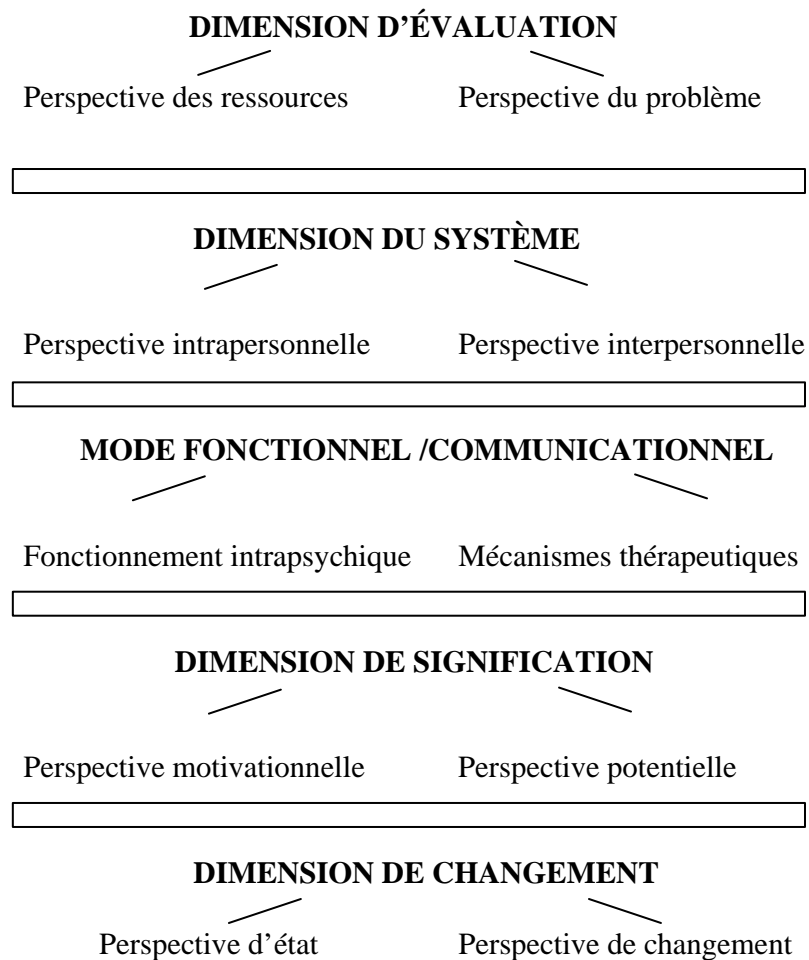 DIMENSION D’ÉVALUATION
Perspective des ressources Perspective du problème
DIMENSION DU SYSTÈME
Perspective intrapersonnelle Perspective interpersonnelle
MODE FONCTIONNEL /COMMUNICATIONNEL
Fonctionnement intrapsychique Mécanismes thérapeutiques
DIMENSION DE SIGNIFICATION
Perspective motivationnelle Perspective potentielle
DIMENSION DE CHANGEMENT
Perspective d’état Perspective de changement